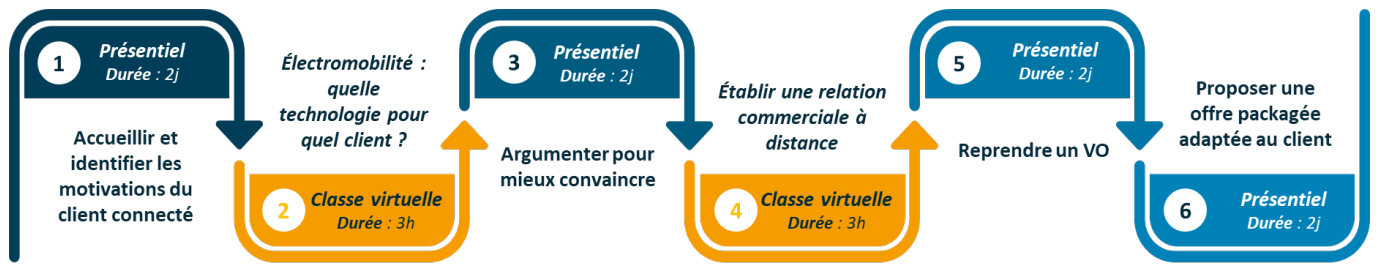 1
Présentiel
Durée : 2j
Accueillir et
identifier les
motivations du
client connecté
Électromobilité :
quelle
technologie pour
quel client ?
2
Classe virtuelle
Durée : 3h
3
Présentiel
Durée : 2j
Argumenter pour
mieux convaincre
Établir une relation
commerciale à
distance
4
Classe virtuelle
Durée : 3h
5
Présentiel
Durée : 2j
Reprendre un VO
Proposer une
offre packagée
adaptée au client
6
Présentiel
Durée : 2j